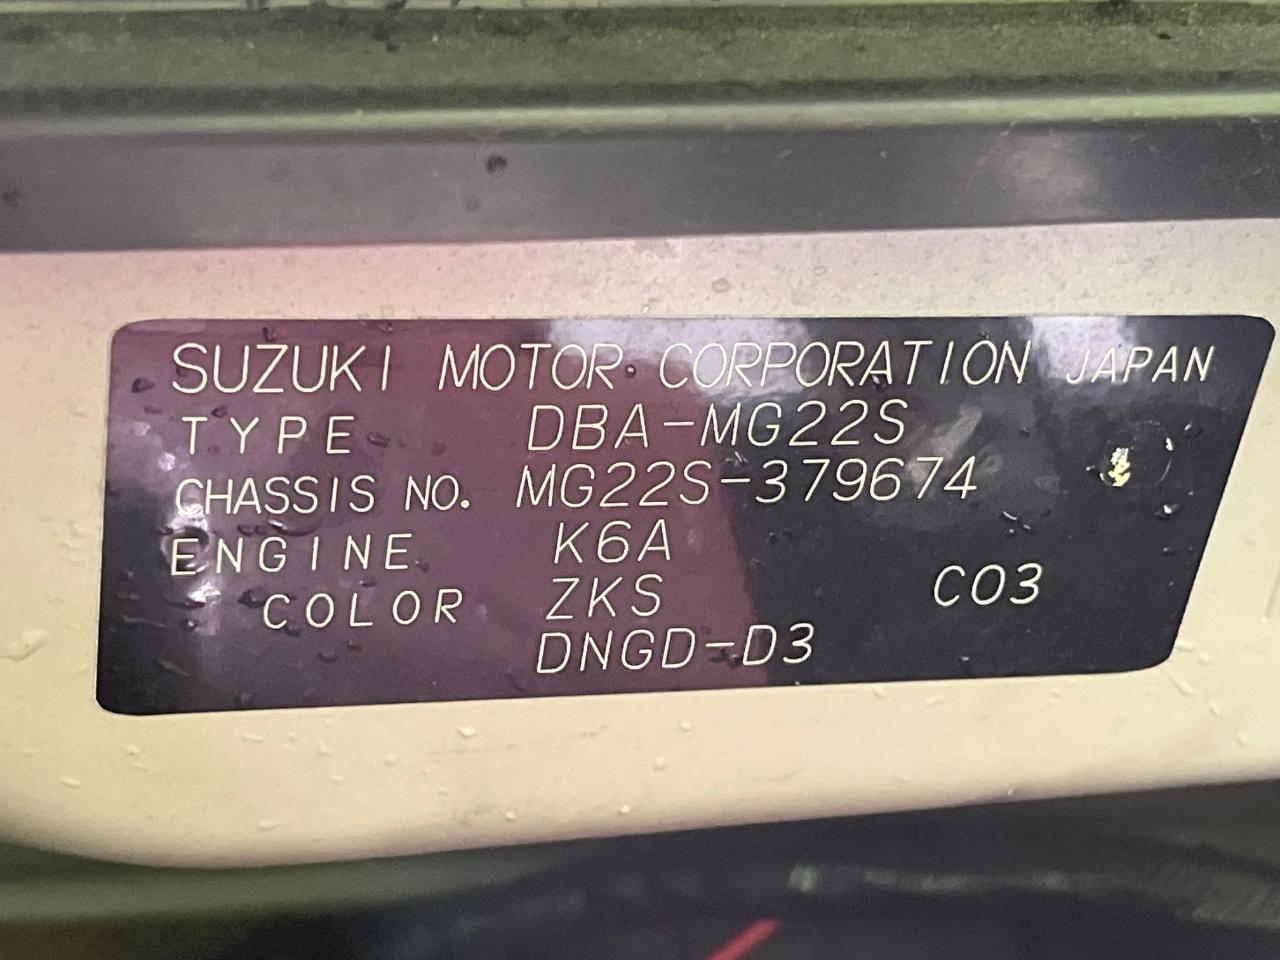 SUZUKI MOTOR CORPORATION JAPAN
TYPE DBA-MG22S
CHASSIS NO. MG22S-379674
ENGINE K6A
COLOR ZKS C03
DNGD-D3